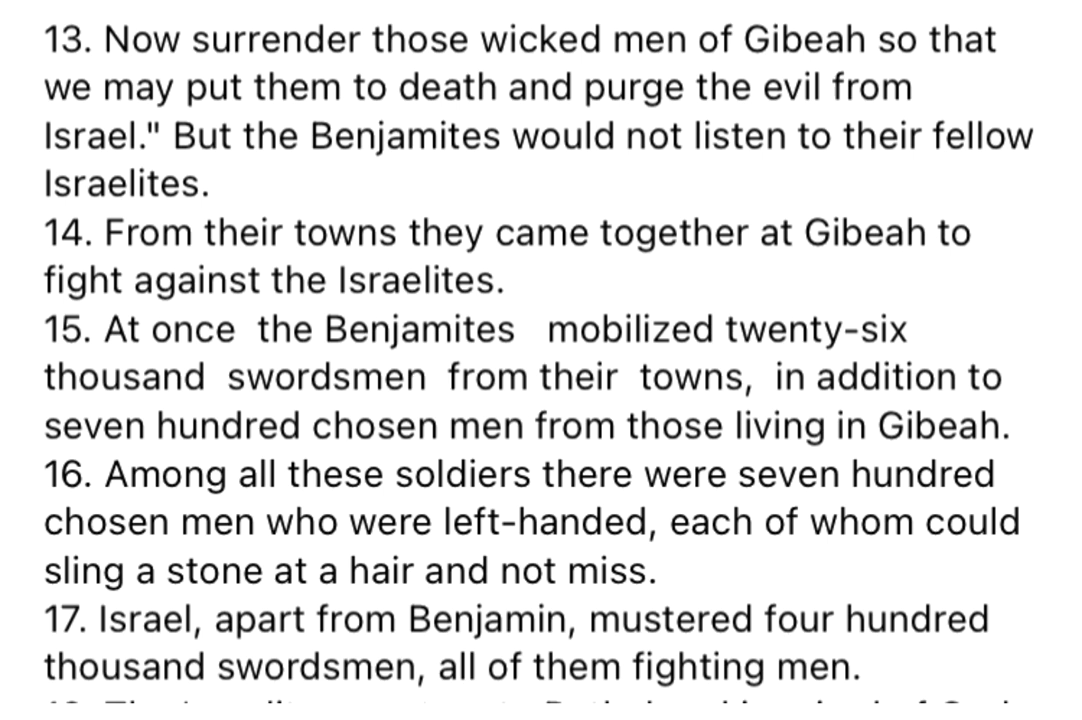 13. Now surrender those wicked men of Gibeah so that
we may put them to death and purge the evil from
Israel." But the Benjamites would not listen to their fellow
Israelites.
14. From their towns they came together at Gibeah to
fight against the Israelites.
15. At once  the Benjamites   mobilized twenty-six
thousand  swordsmen  from their  towns,  in addition to
seven hundred chosen men from those living in Gibeah.
16. Among all these soldiers there were seven hundred
chosen men who were left-handed, each of whom could
sling a stone at a hair and not miss.
17. Israel, apart from Benjamin, mustered four hundred
thousand swordsmen, all of them fighting men.